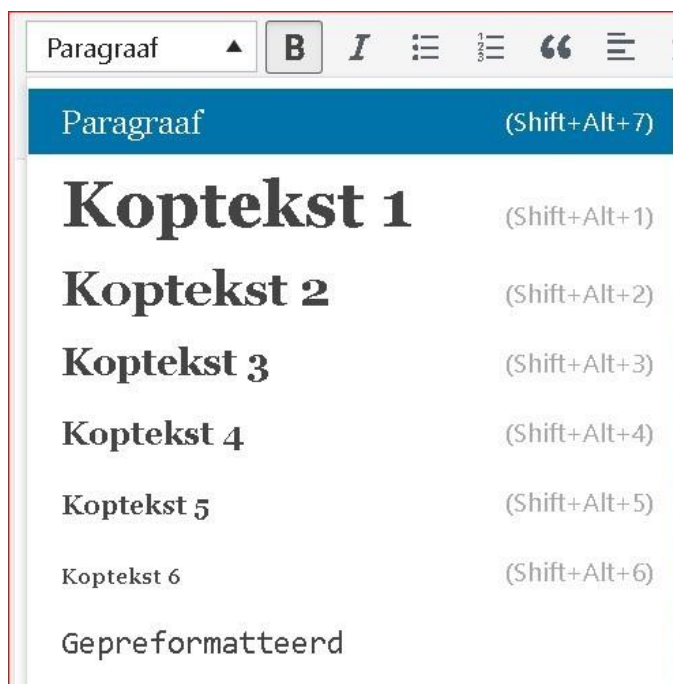 Paragraaf B I
Paragraaf (Shift+Alt+7)
Koptekst 1 (Shift+Alt+1)
Koptekst 2 (Shift+Alt+2)
Koptekst 3 (Shift+Alt+3)
Koptekst 4 (Shift+Alt+4)
Koptekst 5 (Shift+Alt+5)
Koptekst 6 (Shift+Alt+6)
Gepreformatteerd